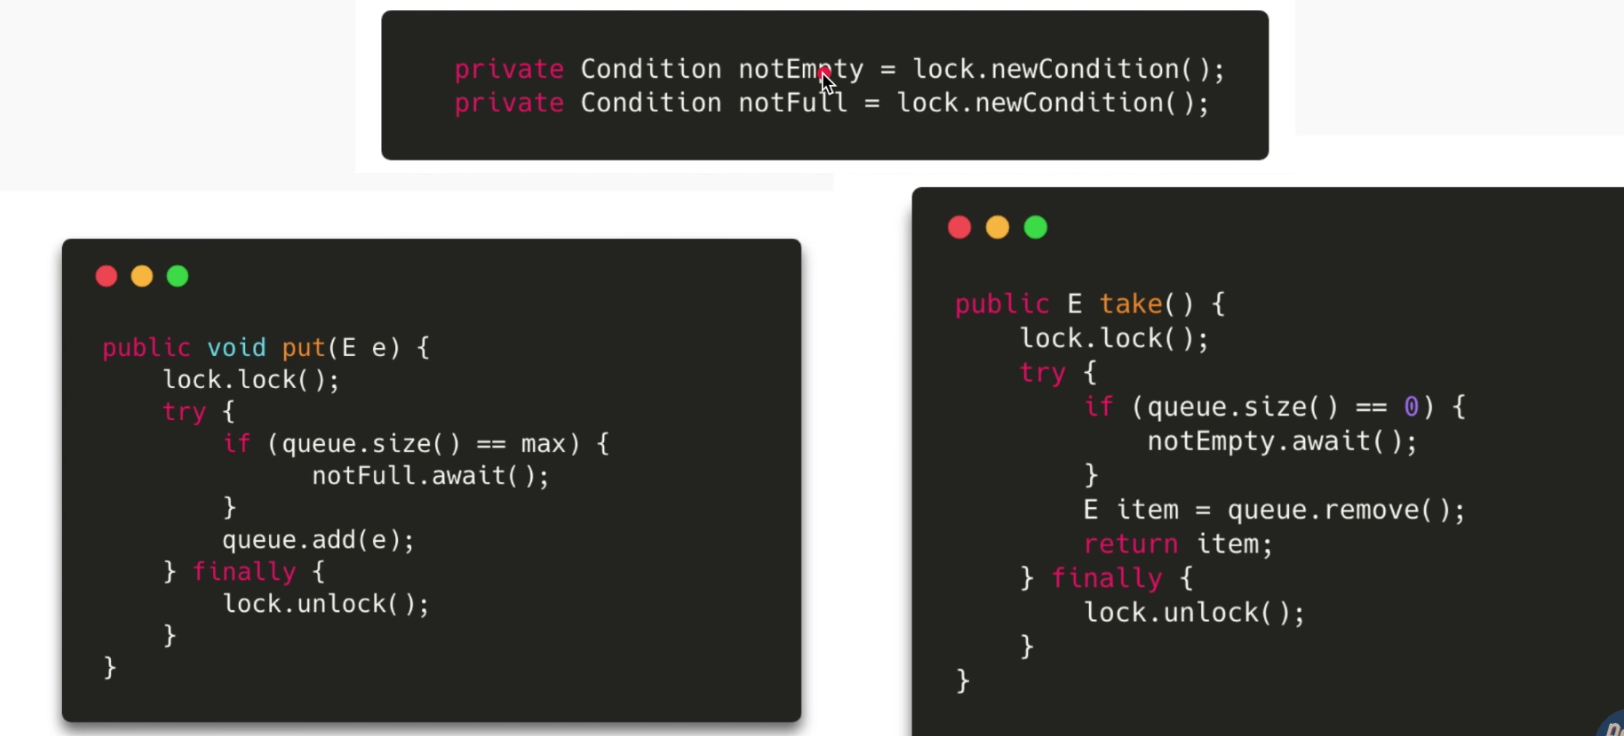 private Condition notEmpty = lock.newCondition();
private Condition notFull = lock.newCondition();
public void put(E e) {
lock.lock();
try {
if (queue.size() == max) {
notFull.await();
}
queue.add(e);
} finally {
lock.unlock();
}
}
public E take() {
lock.lock();
try {
if (queue.size() == 0) {
notEmpty.await();
}
E item = queue.remove();
return item;
} finally {
lock.unlock();
}
}